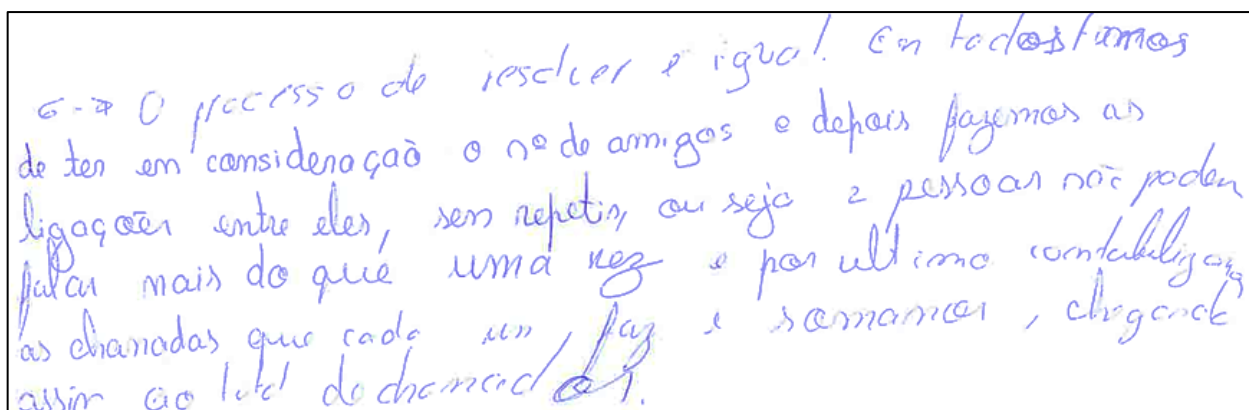 6-→ O processo de resolver é igual. Em todos temos
de ter em consideração o nº de amigos e depois fazemos as
ligações entre eles, sem repetir, ou seja 2 pessoas não podem
falar mais do que uma vez e por ultimo contabilizamos
as chamadas que cada um, faz e somamos, chegando
assim ao total de chamadas.